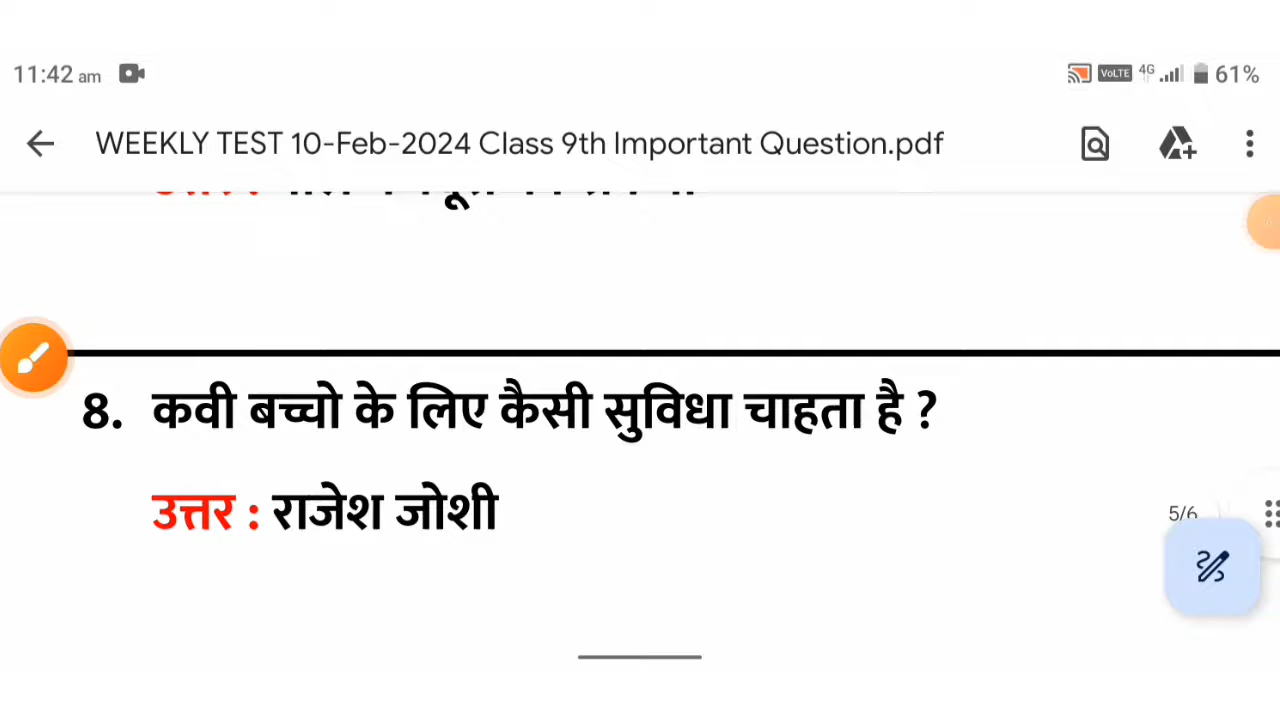 11:42 am
VoLTE 4G 61%
WEEKLY TEST 10-Feb-2024 Class 9th Important Question.pdf
8. कवी बच्चो के लिए कैसी सुविधा चाहता है ?
उत्तर : राजेश जोशी
5/6